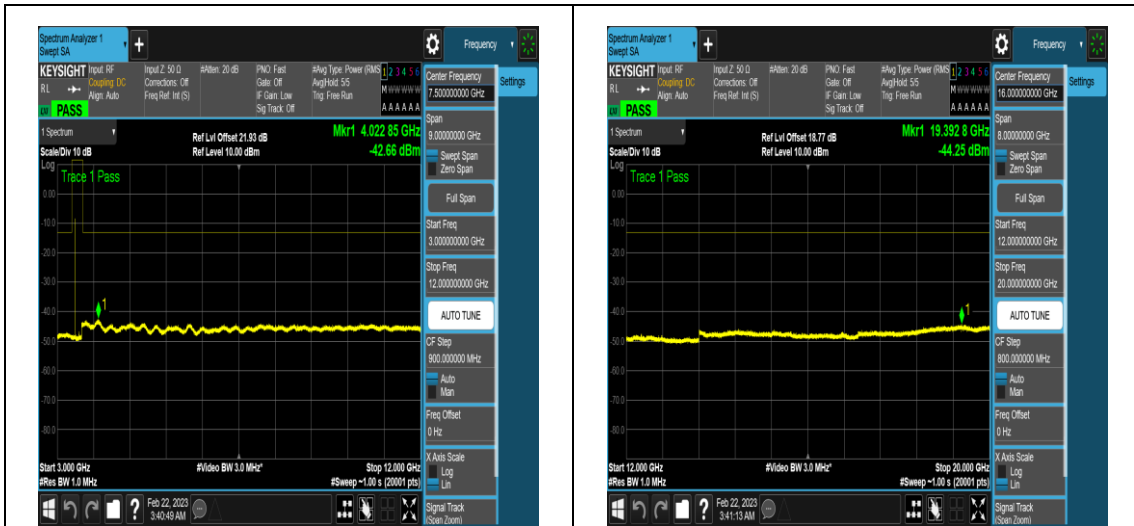 Spectrum Analyzer 1
Swept SA
+
Frequency
KEYSIGHT
Input: RF
Input Z: 50 Ω
#Atten: 20 dB
PNO: Fast
#Avg Type: Power (RMS
1 2 3 4 5 6
RL
Coupling: DC
Corrections: Off
Gate: Off
Avg|Hold: 5/5
M W W W W W
Align: Auto
Freq Ref: Int (S)
IF Gain: Low
Trig: Free Run
Sig Track: Off
A A A A A A
PASS
1 Spectrum
Ref Lvl Offset 21.93 dB
Mkr1 4.022 85 GHz
Scale/Div 10 dB
Ref Level 10.00 dBm
-42.66 dBm
Log
Trace 1 Pass
0.00
-10.0
-20.0
-30.0
-40.0
-50.0
-60.0
-70.0
-80.0
1
Start 3.000 GHz
#Video BW 3.0 MHz*
Stop 12.000 GHz
#Res BW 1.0 MHz
#Sweep ~1.00 s (20001 pts)
Center Frequency
7.500000000 GHz
Settings
Span
9.00000000 GHz
Swept Span
Zero Span
Full Span
Start Freq
3.000000000 GHz
Stop Freq
12.000000000 GHz
AUTO TUNE
CF Step
900.000000 MHz
Auto
Man
Freq Offset
0 Hz
X Axis Scale
Log
Lin
Signal Track
(Span Zoom)
?
Feb 22, 2023
3:40:49 AM
Spectrum Analyzer 1
Swept SA
+
Frequency
KEYSIGHT
Input: RF
Input Z: 50 Ω
#Atten: 20 dB
PNO: Fast
#Avg Type: Power (RMS
1 2 3 4 5 6
RL
Coupling: DC
Corrections: Off
Gate: Off
Avg|Hold: 5/5
M W W W W W
Align: Auto
Freq Ref: Int (S)
IF Gain: Low
Trig: Free Run
Sig Track: Off
A A A A A A
PASS
1 Spectrum
Ref Lvl Offset 18.77 dB
Mkr1 19.392 8 GHz
Scale/Div 10 dB
Ref Level 10.00 dBm
-44.25 dBm
Log
Trace 1 Pass
0.00
-10.0
-20.0
-30.0
-40.0
-50.0
-60.0
-70.0
-80.0
1
Start 12.000 GHz
#Video BW 3.0 MHz*
Stop 20.000 GHz
#Res BW 1.0 MHz
#Sweep ~1.00 s (20001 pts)
Center Frequency
16.000000000 GHz
Settings
Span
8.00000000 GHz
Swept Span
Zero Span
Full Span
Start Freq
12.000000000 GHz
Stop Freq
20.000000000 GHz
AUTO TUNE
CF Step
800.000000 MHz
Auto
Man
Freq Offset
0 Hz
X Axis Scale
Log
Lin
Signal Track
(Span Zoom)
?
Feb 22, 2023
3:41:13 AM